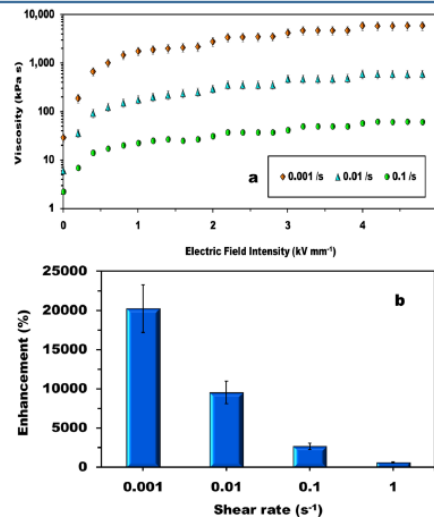 10,000
1,000
100
10
1
Viscosity (kPa s)
a
0.001 /s
0.01 /s
0.1 /s
0
1
2
3
4
Electric Field Intensity (kV mm⁻¹)
25000
20000
15000
10000
5000
0
Enhancement (%)
b
0.001
0.01
0.1
1
Shear rate (s⁻¹)